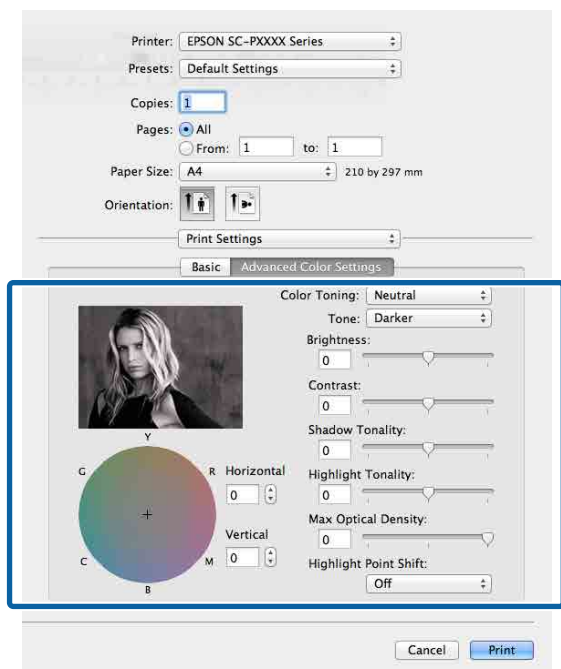 Printer: EPSON SC-PXXXX Series
Presets: Default Settings
Copies: 1
Pages: All
From: 1 to: 1
Paper Size: A4 210 by 297 mm
Orientation:
Print Settings
Basic Advanced Color Settings
Color Toning: Neutral
Tone: Darker
Brightness:
0
Contrast:
0
Shadow Tonality:
0
Highlight Tonality:
0
Max Optical Density:
0
Highlight Point Shift:
Off
Y
G R
C M
B
Horizontal
0
Vertical
0
Cancel Print